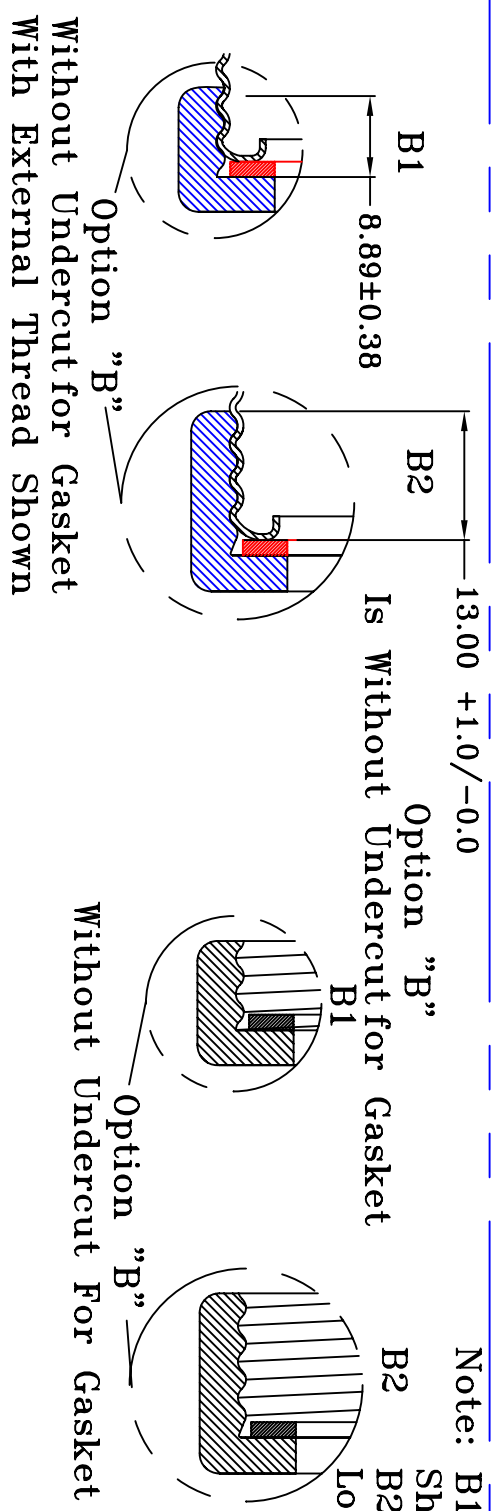 B1
8.89±0.38
Option "B"
Without Undercut for Gasket
With External Thread Shown
B2
13.00 +1.0/-0.0
Option "B"
Is Without Undercut for Gasket
B1
Option "B"
Without Undercut For Gasket
B2
Note: B1
Sh
B2
Lo